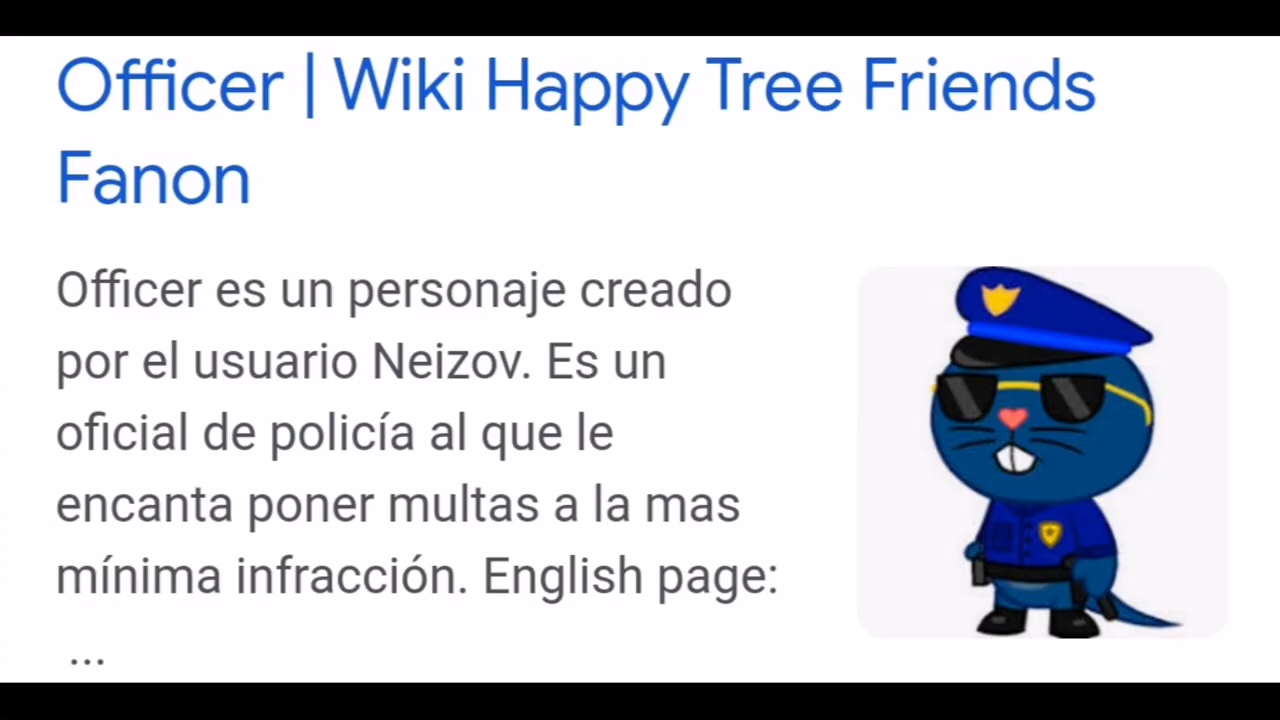 Officer | Wiki Happy Tree Friends
Fanon
Officer es un personaje creado
por el usuario Neizov. Es un
oficial de policía al que le
encanta poner multas a la mas
mínima infracción. English page:
...